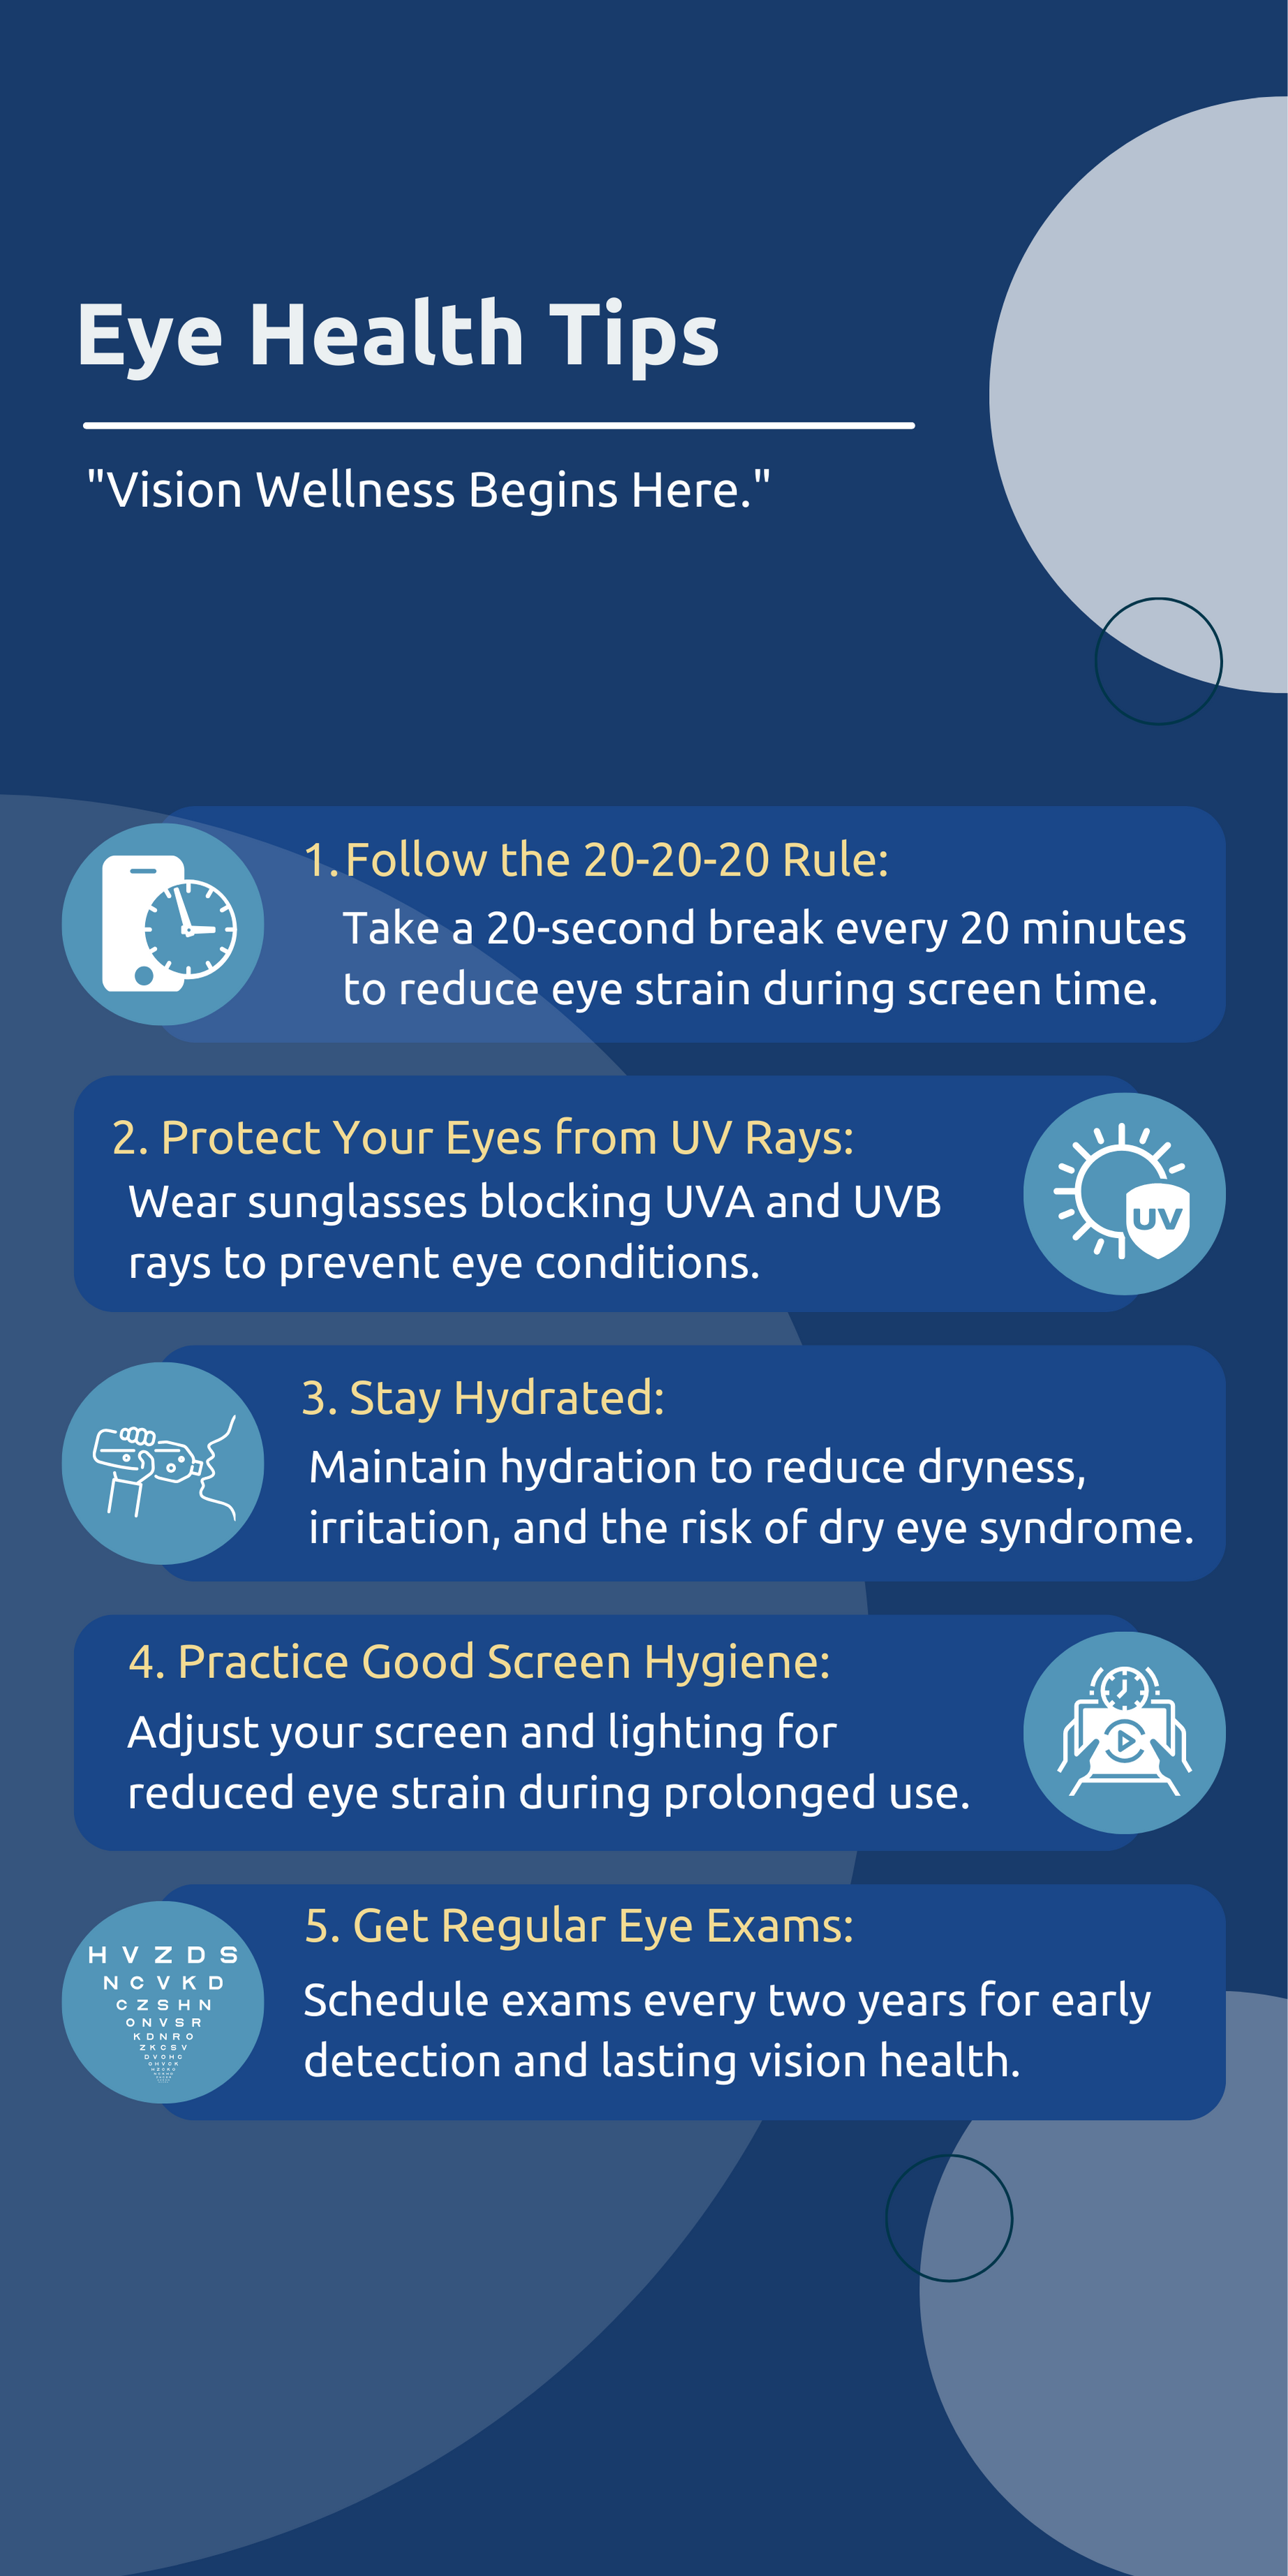 Eye Health Tips
"Vision Wellness Begins Here."
1. Follow the 20-20-20 Rule:
Take a 20-second break every 20 minutes
to reduce eye strain during screen time.
2. Protect Your Eyes from UV Rays:
Wear sunglasses blocking UVA and UVB
rays to prevent eye conditions.
UV
3. Stay Hydrated:
Maintain hydration to reduce dryness,
irritation, and the risk of dry eye syndrome.
4. Practice Good Screen Hygiene:
Adjust your screen and lighting for
reduced eye strain during prolonged use.
H V Z D S
N C V K D
C Z S H N
O N V S R
K D N R O
Z K C S V
D V O H C
5. Get Regular Eye Exams:
Schedule exams every two years for early
detection and lasting vision health.